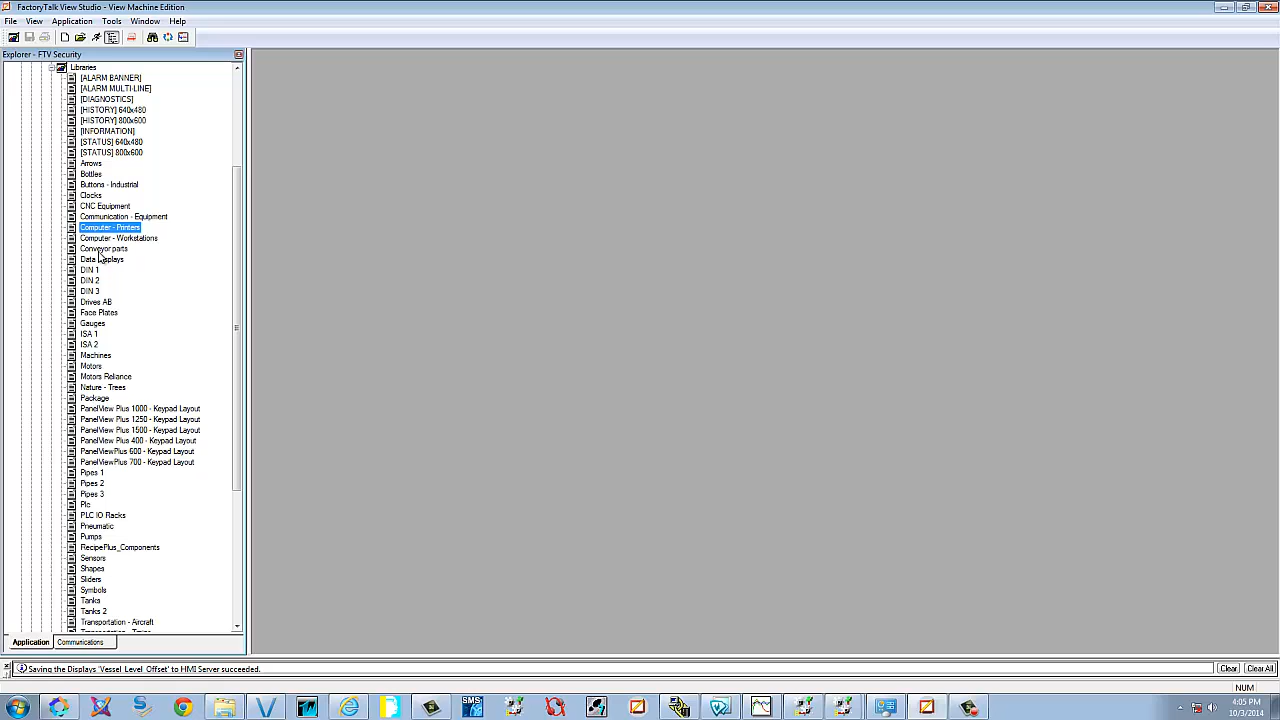 FactoryTalk View Studio - View Machine Edition
File View Application Tools Window Help
Explorer - FTV Security
Libraries
[ALARM BANNER]
[ALARM MULTI-LINE]
[DIAGNOSTICS]
[HISTORY] 640x480
[HISTORY] 800x600
[INFORMATION]
[STATUS] 640x480
[STATUS] 800x600
Arrows
Bottles
Buttons - Industrial
Clocks
CNC Equipment
Communication - Equipment
Computer - Printers
Computer - Workstations
Conveyor parts
Data Displays
DIN 1
DIN 2
DIN 3
Drives AB
Face Plates
Gauges
ISA 1
ISA 2
Machines
Motors
Motors Reliance
Nature - Trees
Package
PanelView Plus 1000 - Keypad Layout
PanelView Plus 1250 - Keypad Layout
PanelView Plus 1500 - Keypad Layout
PanelView Plus 400 - Keypad Layout
PanelViewPlus 600 - Keypad Layout
PanelView Plus 700 - Keypad Layout
Pipes 1
Pipes 2
Pipes 3
Plc
PLC IO Racks
Pneumatic
Pumps
RecipePlus_Components
Sensors
Shapes
Sliders
Symbols
Tanks
Tanks 2
Transportation - Aircraft
Application Communications
Saving the Displays 'Vessel Level Offset' to HMI Server succeeded.
Clear Clear All
NUM
SMS
4:05 PM
10/3/2014